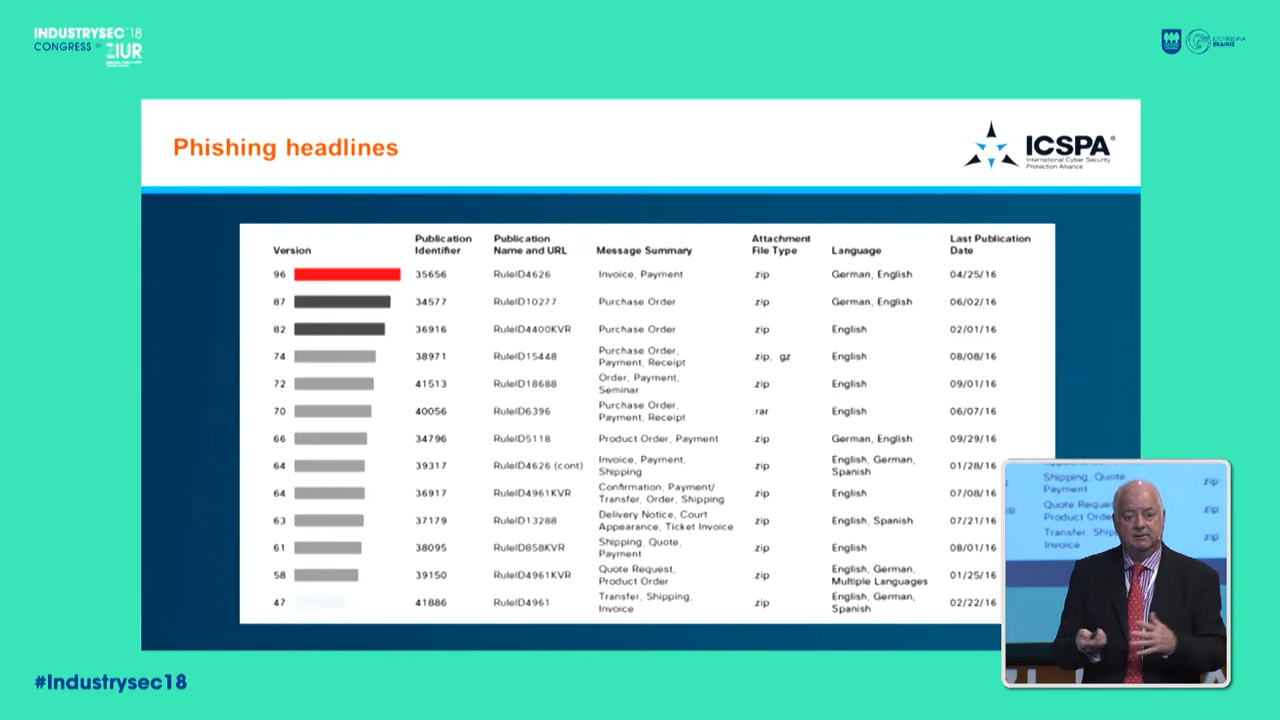 INDUSTRYSEC'18
CONGRESS BY ZIUR
Phishing headlines
ICSPA®
International Cyber Security
Protection Alliance
Version Publication Identifier Publication Name and URL Message Summary Attachment File Type Language Last Publication Date
96 35656 RuleID4626 Invoice, Payment .zip German, English 04/25/16
87 34577 RuleID10277 Purchase Order .zip German, English 06/02/16
82 36916 RuleID4400KVR Purchase Order .zip English 02/01/16
74 38971 RuleID15448 Purchase Order, Payment, Receipt .zip, .gz English 08/08/16
72 41513 RuleID18688 Order, Payment, Seminar .zip English 09/01/16
70 40056 RuleID6396 Purchase Order, Payment, Receipt .rar English 06/07/16
66 34796 RuleID5118 Product Order, Payment .zip German, English 09/29/16
64 39317 RuleID4626 (cont) Invoice, Payment, Shipping .zip English, German, Spanish 01/28/16
64 36917 RuleID4961KVR Confirmation, Payment/ Transfer, Order, Shipping .zip English 07/08/16
63 37179 RuleID13288 Delivery Notice, Court Appearance, Ticket Invoice .zip English, Spanish 07/21/16
61 38095 RuleID858KVR Shipping, Quote, Payment .zip English 08/01/16
58 39150 RuleID4961KVR Quote Request, Product Order .zip English, German, Multiple Languages 01/25/16
47 41886 RuleID4961 Transfer, Shipping, Invoice .zip English, German, Spanish 02/22/16
Shipping, Quote
Payment
zip
Quote Reques
Product Orde
zip
Transfer, Ship
Invoice
zip
#Industrysec18